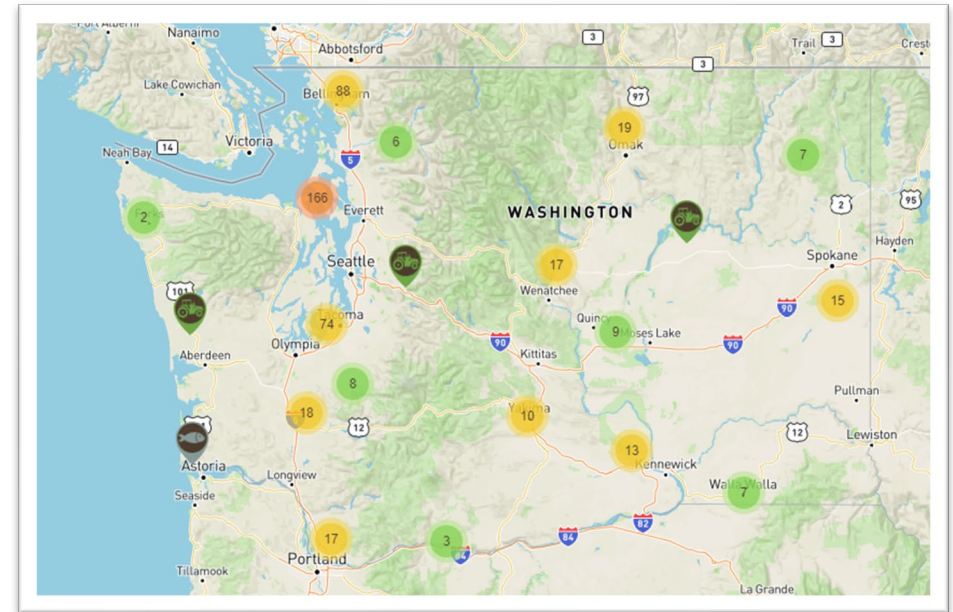 Port Alberni
Nanaimo
Abbotsford
3
Trail
3
Crest
3
Lake Cowichan
88
Bellingham
97
19
Omak
Victoria
14
Neah Bay
5
6
7
166
2
2
95
WASHINGTON
Everett
Hayden
Seattle
17
Spokane
Wenatchee
101
90
15
74
Tacoma
Quincy
9
Moses Lake
Olympia
90
90
Kittitas
Aberdeen
8
Pullman
18
12
10
Yakima
12
Lewiston
13
Kennewick
Astoria
Longview
Walla Walla
7
Seaside
82
17
3
84
84
Portland
Tillamook
La Grande